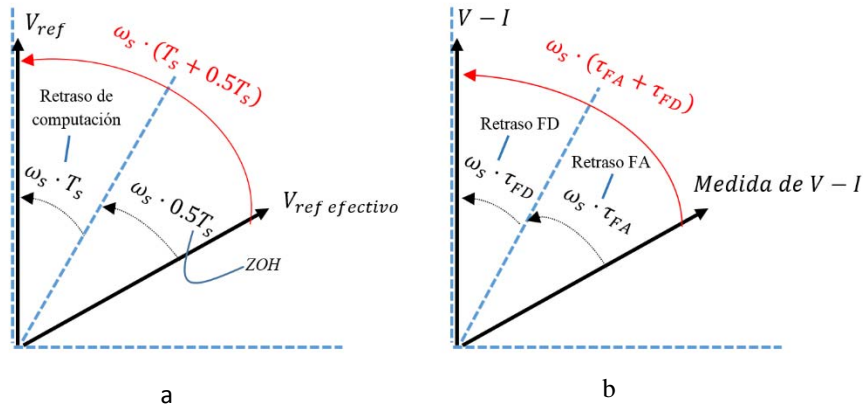 V_ref
ω_s · (T_s + 0.5T_s)
Retraso de
computación
ω_s · T_s
ω_s · 0.5T_s
V_ref efectivo
ZOH
a
V − I
ω_s · (τ_FA + τ_FD)
Retraso FD
Retraso FA
ω_s · τ_FD
ω_s · τ_FA
Medida de V − I
b